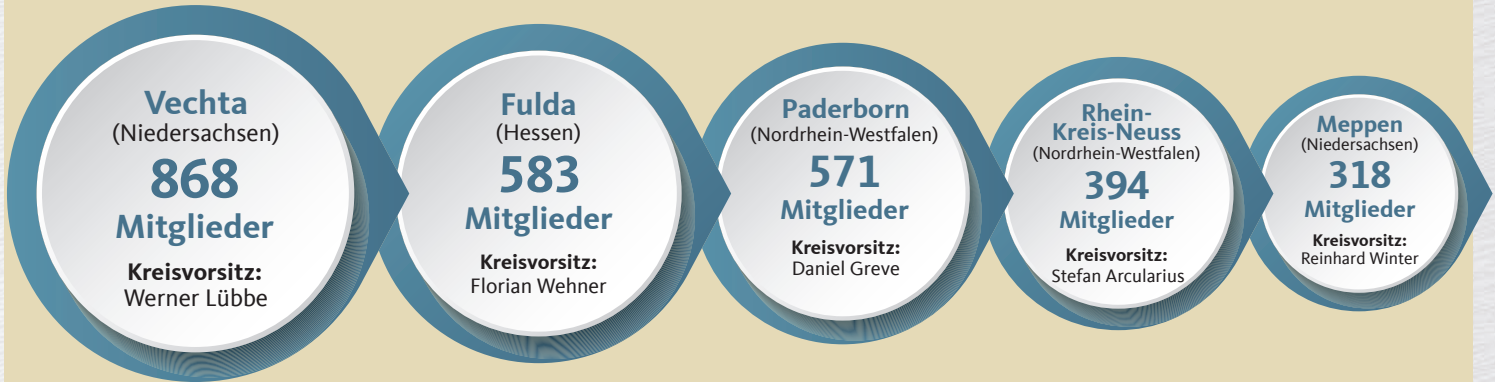 Vechta
(Niedersachsen)
868
Mitglieder
Kreisvorsitz:
Werner Lübbe
Fulda
(Hessen)
583
Mitglieder
Kreisvorsitz:
Florian Wehner
Paderborn
(Nordrhein-Westfalen)
571
Mitglieder
Kreisvorsitz:
Daniel Greve
Rhein-
Kreis-Neuss
(Nordrhein-Westfalen)
394
Mitglieder
Kreisvorsitz:
Stefan Arcularius
Meppen
(Niedersachsen)
318
Mitglieder
Kreisvorsitz:
Reinhard Winter